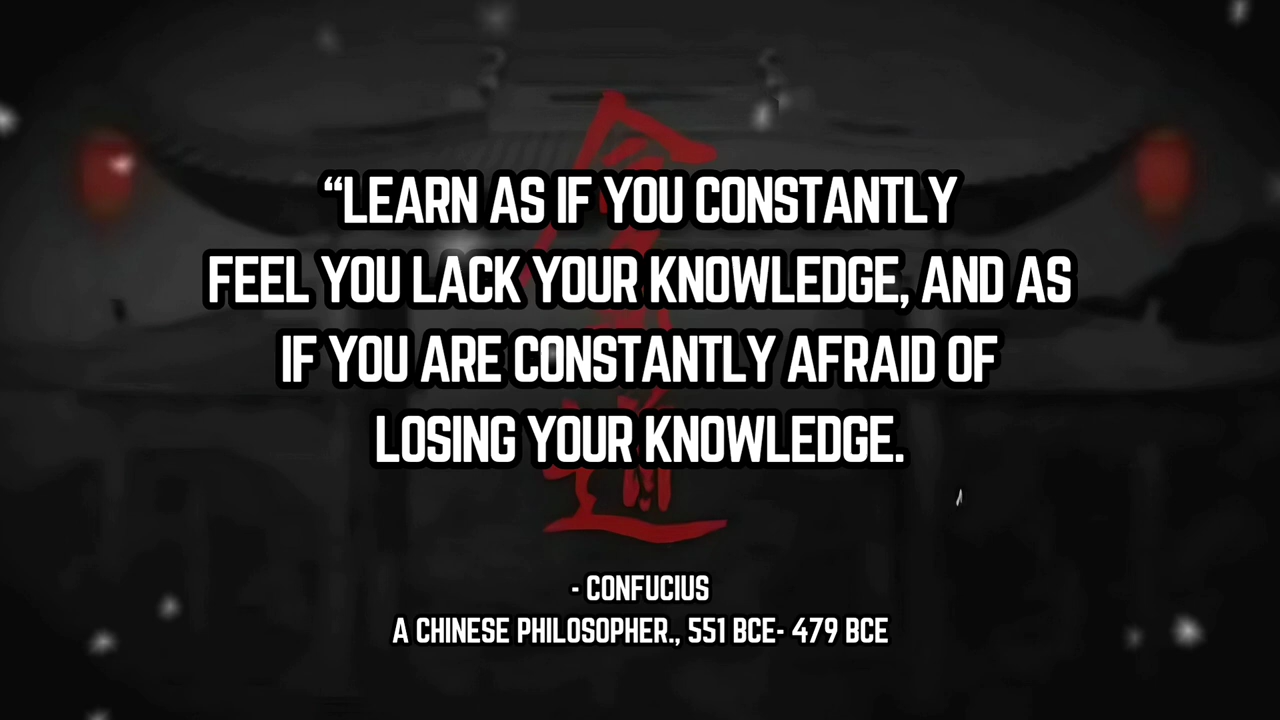 “LEARN AS IF YOU CONSTANTLY
FEEL YOU LACK YOUR KNOWLEDGE, AND AS
IF YOU ARE CONSTANTLY AFRAID OF
LOSING YOUR KNOWLEDGE.
- CONFUCIUS
A CHINESE PHILOSOPHER., 551 BCE- 479 BCE